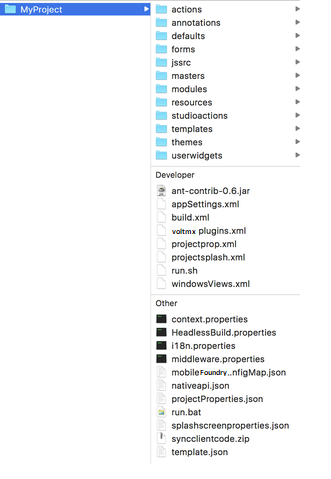 MyProject
actions
annotations
defaults
forms
jssrc
masters
modules
resources
studioactions
templates
themes
userwidgets
Developer
ant-contrib-0.6.jar
appSettings.xml
build.xml
voltmx plugins.xml
projectprop.xml
projectsplash.xml
run.sh
windowsViews.xml
Other
context.properties
HeadlessBuild.properties
i18n.properties
middleware.properties
mobileFoundry..nfigMap.json
nativeapi.json
projectProperties.json
run.bat
splashscreenproperties.json
syncclientcode.zip
template.json